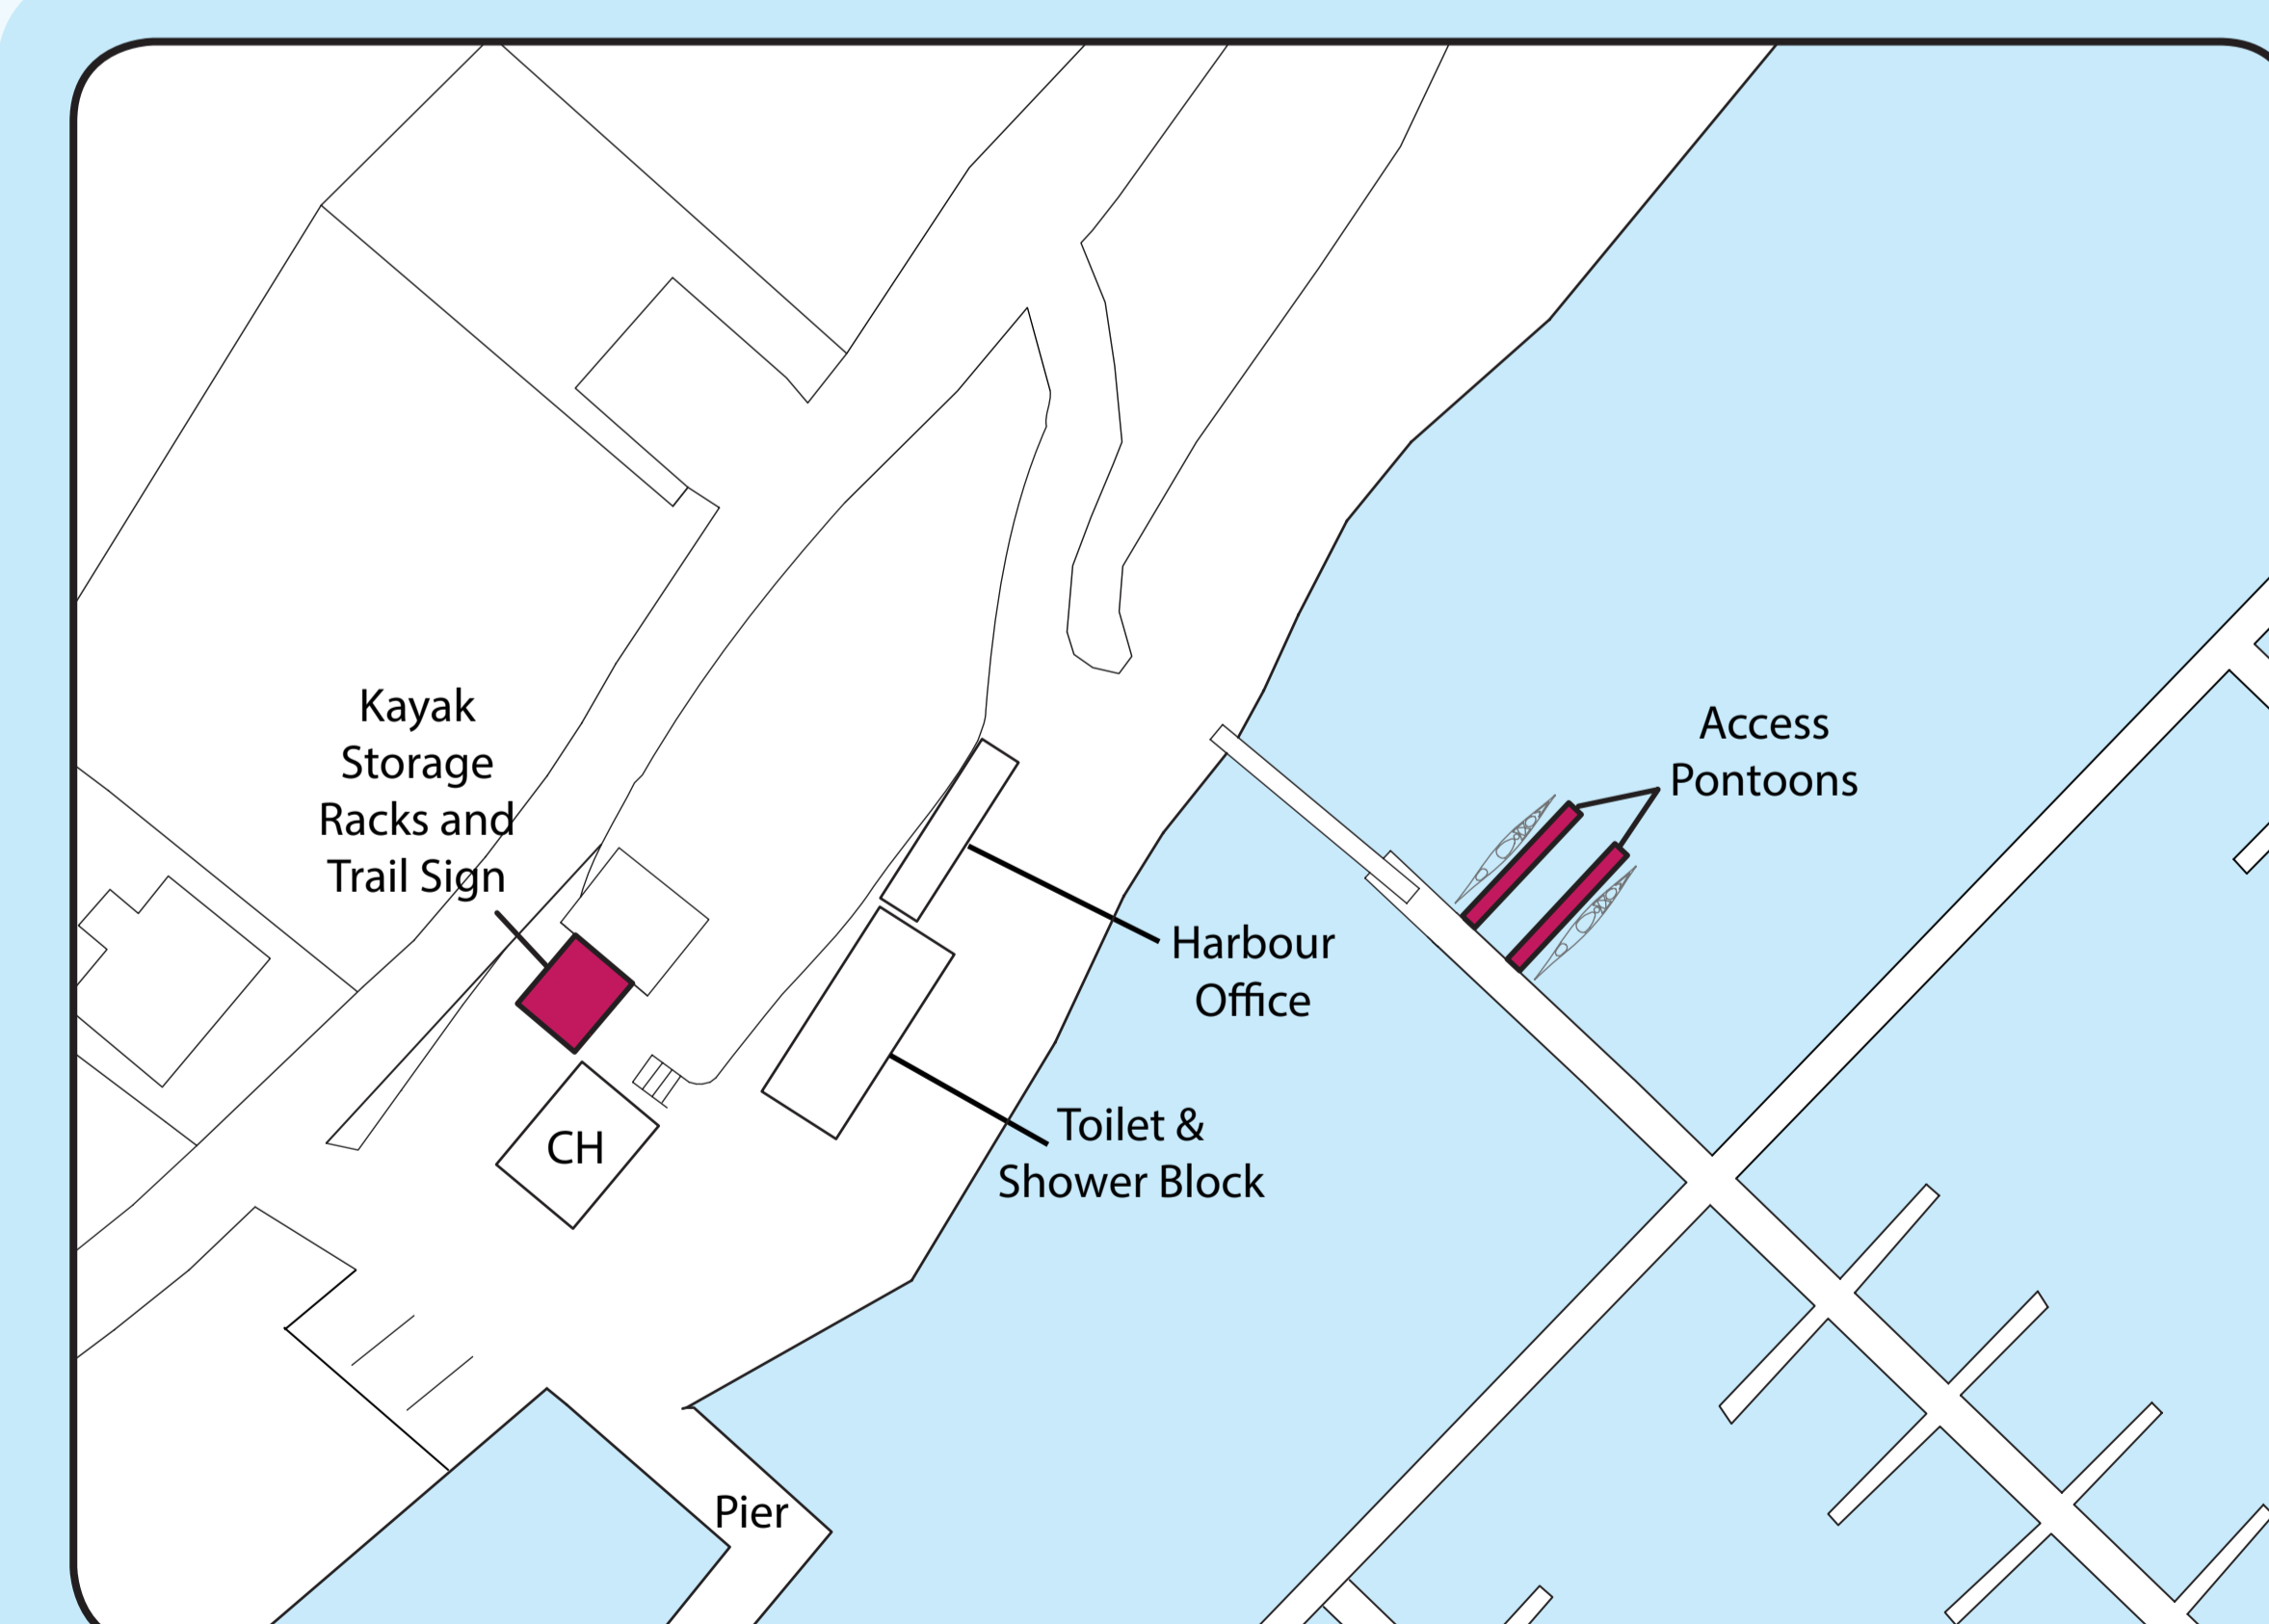 Kayak
Storage
Racks and
Trail Sign
Access
Pontoons
Harbour
Office
Toilet &
Shower Block
CH
Pier